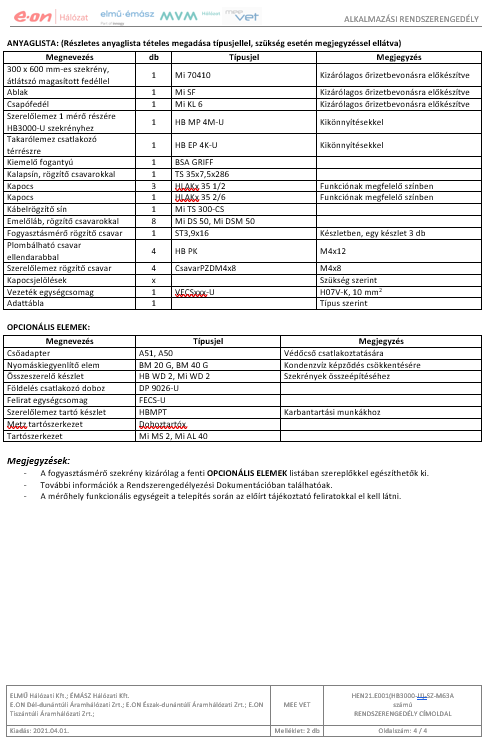 e·on Hálózat elmű·émász MVM Hálózat vet
ALKALMAZÁSI RENDSZERENGEDÉLY
ANYAGLISTA: (Részletes anyaglista tételes megadása típusjellel, szükség esetén megjegyzéssel ellátva)
Megnevezés db Típusjel Megjegyzés
300 x 600 mm-es szekrény,
átlátszó magasított fedéllel 1 Mi 70410 Kizárólagos őrizetbevonásra előkészítve
Ablak 1 Mi SF Kizárólagos őrizetbevonásra előkészítve
Csapófedél 1 Mi KL 6 Kizárólagos őrizetbevonásra előkészítve
Szerelőlemez 1 mérő részére
HB3000-U szekrényhez 1 HB MP 4M-U Kikönnyítésekkel
Takarólemez csatlakozó
térrészre 1 HB EP 4K-U Kikönnyítésekkel
Kiemelő fogantyú 1 BSA GRIFF
Kalapsín, rögzítő csavarokkal 1 TS 35x7,5x286
Kapocs 3 HLAKx 35 1/2 Funkciónak megfelelő színben
Kapocs 1 HLAKx 35 2/6 Funkciónak megfelelő színben
Kábelrögzítő sín 1 Mi TS 300-CS
Emelőláb, rögzítő csavarokkal 8 Mi DS 50, Mi DSM 50
Fogyasztásmérő rögzítő csavar 1 ST3,9x16 Készletben, egy készlet 3 db
Plombálható csavar
ellendarabbal 4 HB PK M4x12
Szerelőlemez rögzítő csavar 4 CsavarPZDM4x8 M4x8
Kapocsjelölések x Szükség szerint
Vezeték egységcsomag 1 VECSxxx-U H07V-K, 10 mm²
Adattábla 1 Típus szerint
OPCIONÁLIS ELEMEK:
Megnevezés Típusjel Megjegyzés
Csőadapter A51, A50 Védőcső csatlakoztatására
Nyomáskiegyenlítő elem BM 20 G, BM 40 G Kondenzvíz képződés csökkentésére
Összeszerelő készlet HB WD 2, Mi WD 2 Szekrények összeépítéséhez
Földelés csatlakozó doboz DP 9026-U
Felirat egységcsomag FECS-U
Szerelőlemez tartó készlet HBMPT Karbantartási munkákhoz
Metz tartószerkezet Doboztartóx
Tartószerkezet Mi MS 2, Mi AL 40
Megjegyzések:
- A fogyasztásmérő szekrény kizárólag a fenti OPCIONÁLIS ELEMEK listában szereplőkkel egészíthetők ki.
- További információk a Rendszerengedélyezési Dokumentációban találhatóak.
- A mérőhely funkcionális egységeit a telepítés során az előírt tájékoztató feliratokkal el kell látni.
ELMŰ Hálózati Kft.; ÉMÁSZ Hálózati Kft.
E.ON Dél-dunántúli Áramhálózati Zrt.; E.ON Észak-dunántúli Áramhálózati Zrt.; E.ON
Tiszántúli Áramhálózati Zrt.;
MEE VET
számú
RENDSZERENGEDÉLY CÍMOLDAL
Kiadás: 2021.04.01. Melléklet: 2 db Oldalszám: 4 / 4